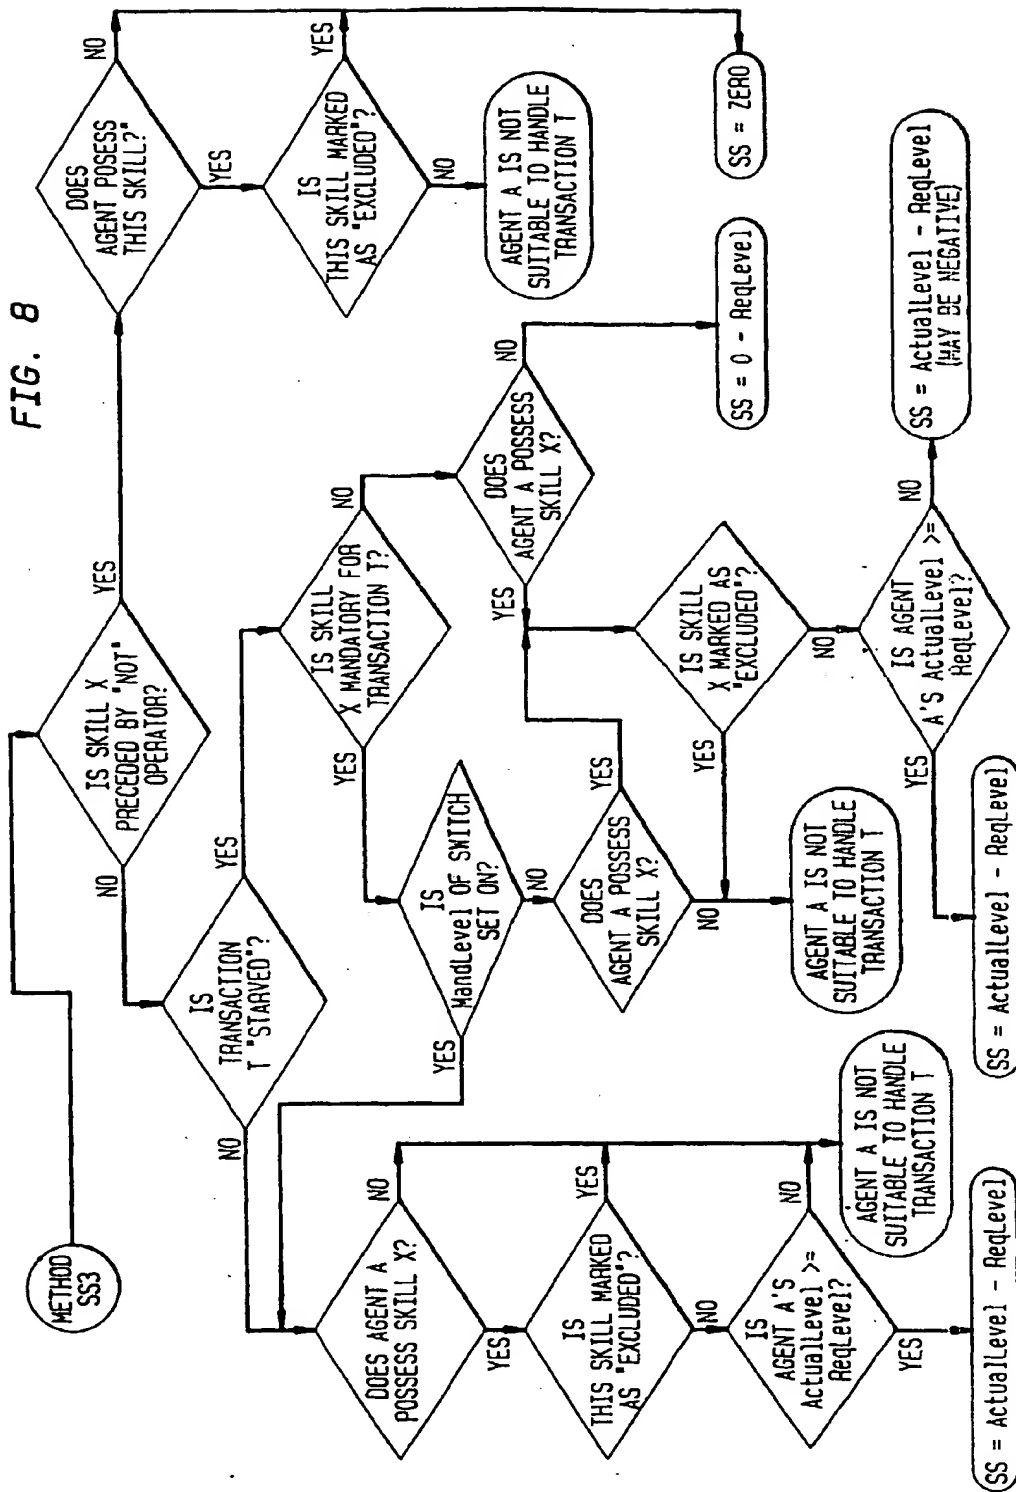 FIG. 8
METHOD
SS3
IS SKILL X
PRECEDED BY "NOT"
OPERATOR?
YES
NO
DOES
AGENT POSESS
THIS SKILL?"
NO
YES
IS
THIS SKILL MARKED
AS "EXCLUDED"?
YES
NO
AGENT A IS NOT
SUITABLE TO HANDLE
TRANSACTION T
SS = ZERO
IS
TRANSACTION
T "STARVED"?
YES
NO
IS SKILL
X MANDATORY FOR
TRANSACTION T?
NO
YES
DOES
AGENT A POSSESS
SKILL X?
NO
YES
SS = 0 - ReqLevel
IS
MandLevel OF SWITCH
SET ON?
YES
NO
DOES
AGENT A POSSESS
SKILL X?
YES
NO
IS SKILL
X MARKED AS
"EXCLUDED"?
YES
NO
AGENT A IS NOT
SUITABLE TO HANDLE
TRANSACTION T
IS AGENT
A'S ActualLevel >=
ReqLevel?
NO
YES
SS = ActualLevel - ReqLevel
(MAY BE NEGATIVE)
SS = ActualLevel - ReqLevel
DOES AGENT A
POSSESS SKILL X?
NO
YES
IS
THIS SKILL MARKED
AS "EXCLUDED"?
YES
NO
IS
AGENT A'S
ActualLevel >=
ReqLevel?
NO
YES
AGENT A IS NOT
SUITABLE TO HANDLE
TRANSACTION T
SS = ActualLevel - ReqLevel